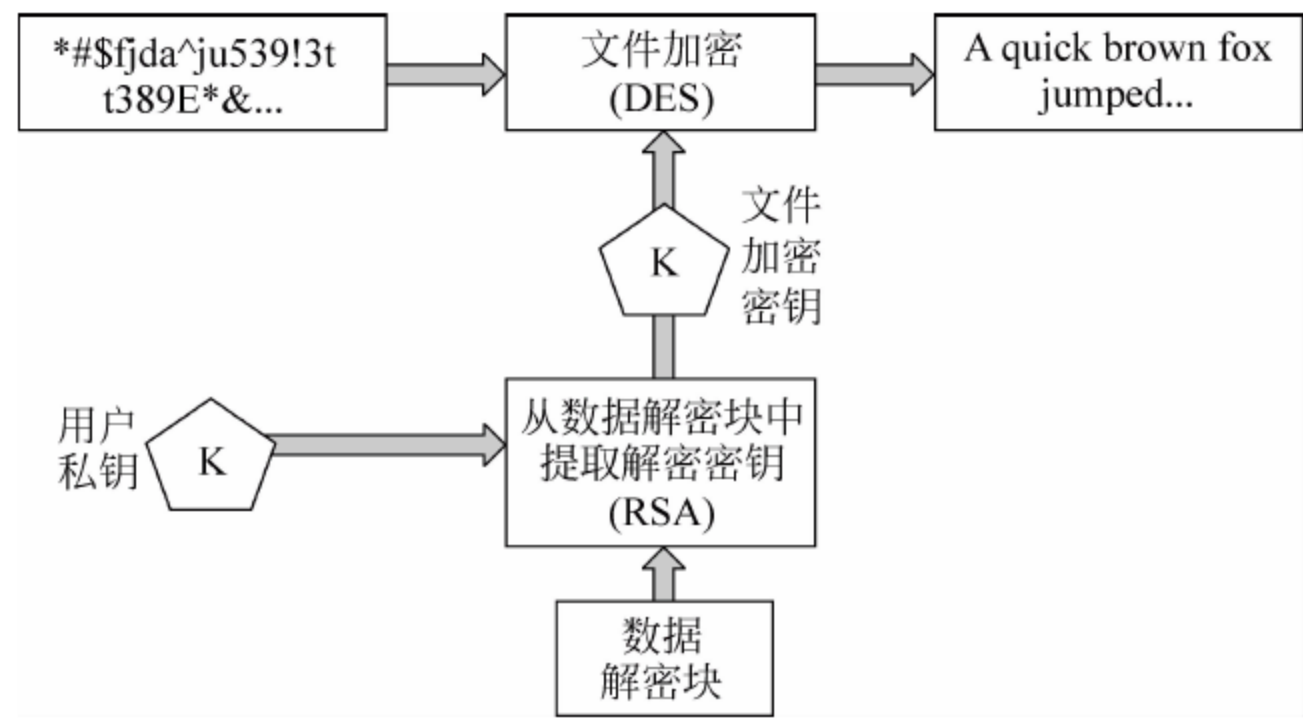 *#$fjda^ju539!3t
t389E*&...
文件加密
(DES)
A quick brown fox
jumped...
K
文件
加密
密钥
用户
私钥
K
从数据解密块中
提取解密密钥
(RSA)
数据
解密块